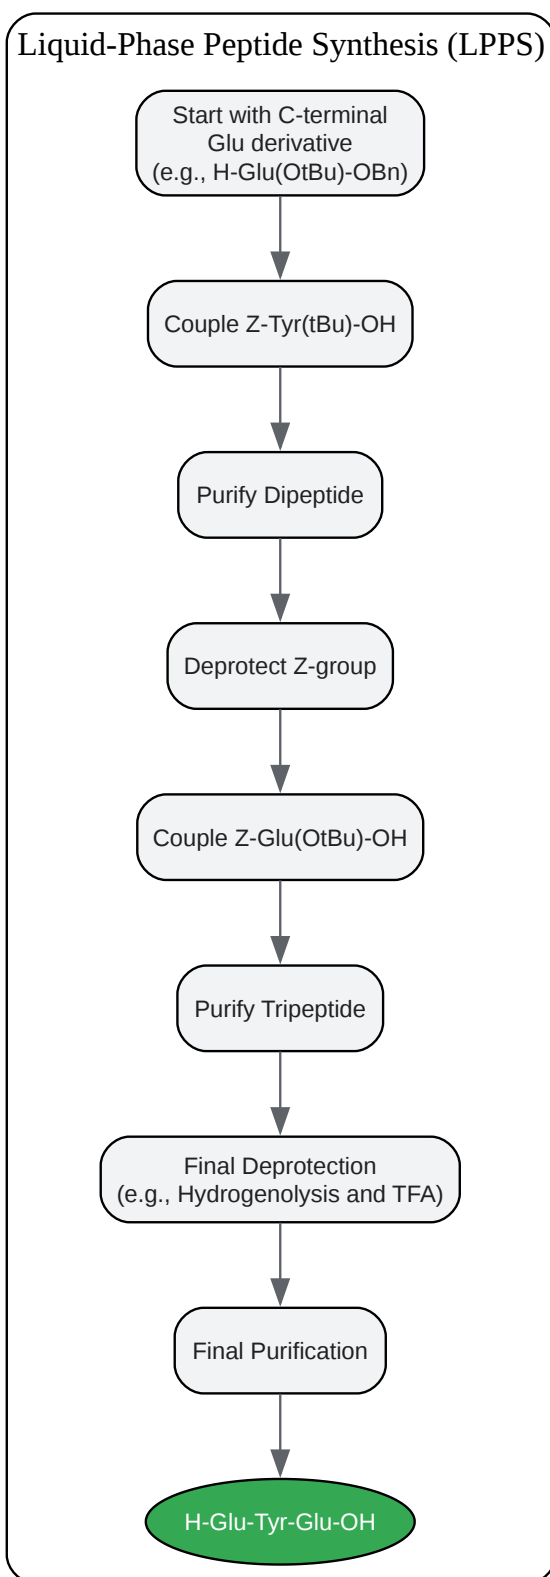 Liquid-Phase Peptide Synthesis (LPPS)
Start with C-terminal
Glu derivative
(e.g., H-Glu(OtBu)-OBn)
Couple Z-Tyr(tBu)-OH
Purify Dipeptide
Deprotect Z-group
Couple Z-Glu(OtBu)-OH
Purify Tripeptide
Final Deprotection
(e.g., Hydrogenolysis and TFA)
Final Purification
H-Glu-Tyr-Glu-OH